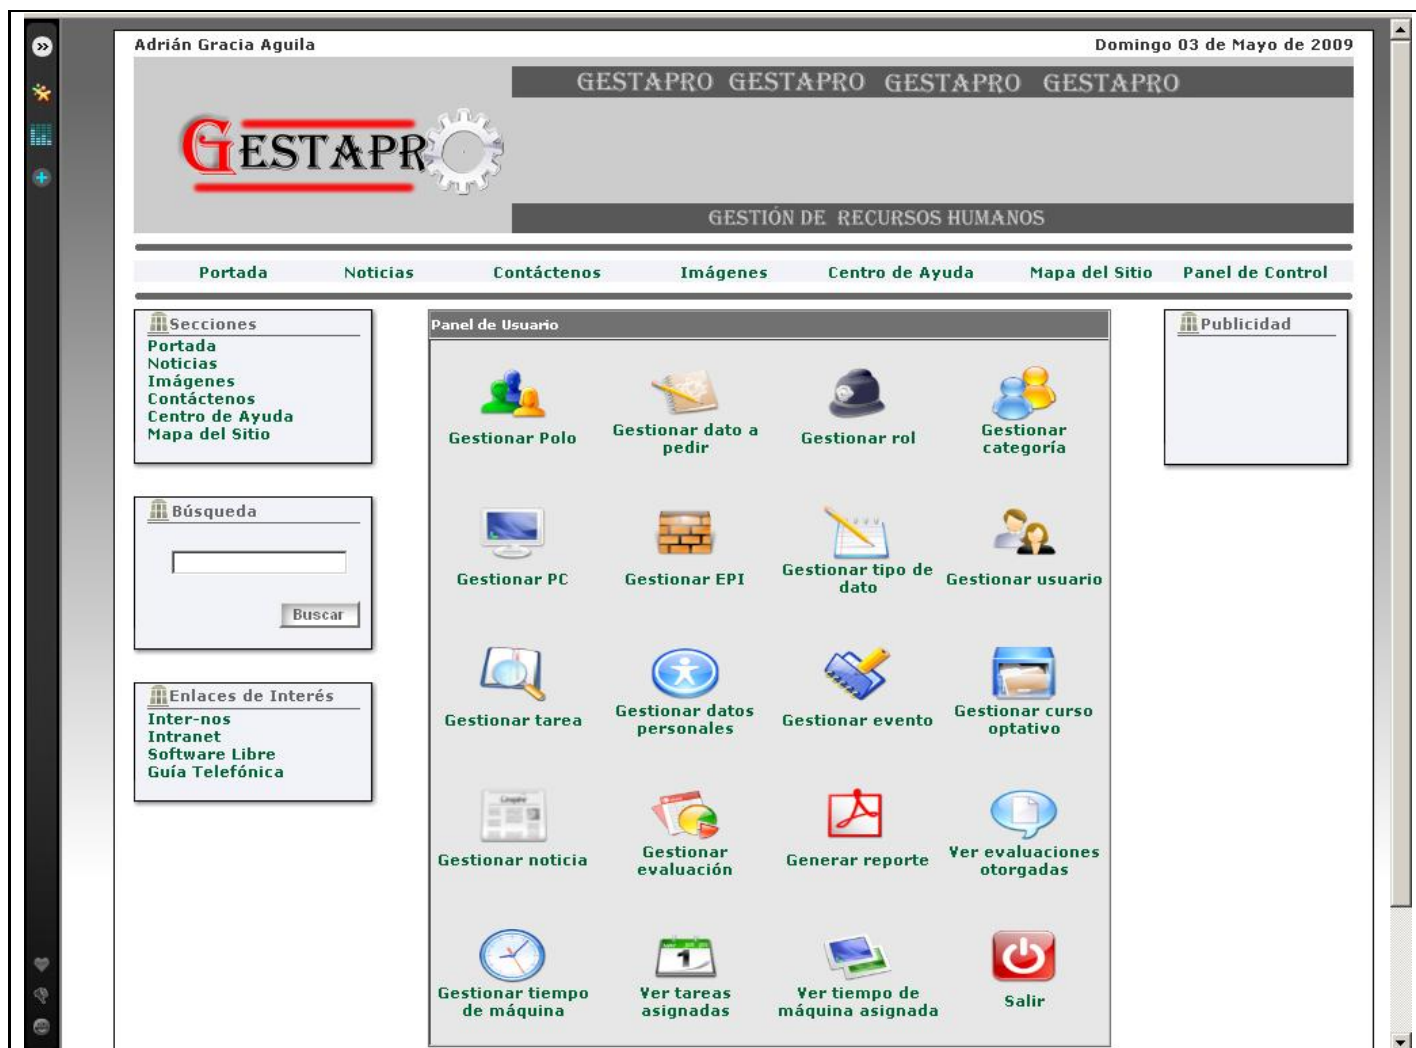 Adrián Gracia Aguila
Domingo 03 de Mayo de 2009
GESTAPRO GESTAPRO GESTAPRO GESTAPRO
GESTAPRO
GESTIÓN DE RECURSOS HUMANOS
Portada Noticias Contáctenos Imágenes Centro de Ayuda Mapa del Sitio Panel de Control
Secciones
Portada
Noticias
Imágenes
Contáctenos
Centro de Ayuda
Mapa del Sitio
Búsqueda
Buscar
Enlaces de Interés
Inter-nos
Intranet
Software Libre
Guía Telefónica
Panel de Usuario
Gestionar Polo
Gestionar dato a
pedir
Gestionar rol
Gestionar
categoría
Gestionar PC
Gestionar EPI
Gestionar tipo de
dato
Gestionar usuario
Gestionar tarea
Gestionar datos
personales
Gestionar evento
Gestionar curso
optativo
Gestionar noticia
Gestionar
evaluación
Generar reporte
Ver evaluaciones
otorgadas
Gestionar tiempo
de máquina
1
Ver tareas
asignadas
Ver tiempo de
máquina asignada
Salir
Publicidad